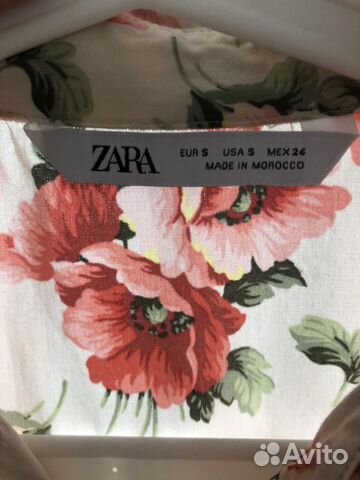 ZARA
EUR S USA S MEX 26
MADE IN MOROCCO
Avito